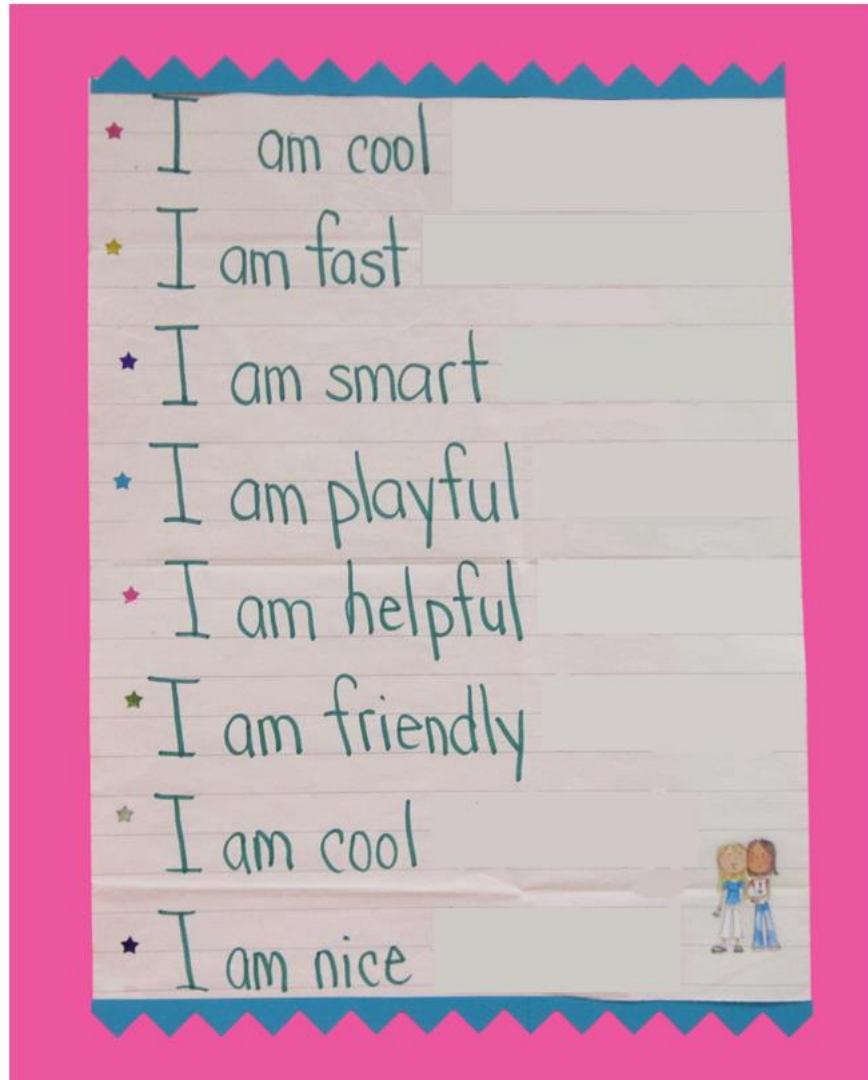 I am cool
I am fast
I am smart
I am playful
I am helpful
I am friendly
I am cool
I am nice